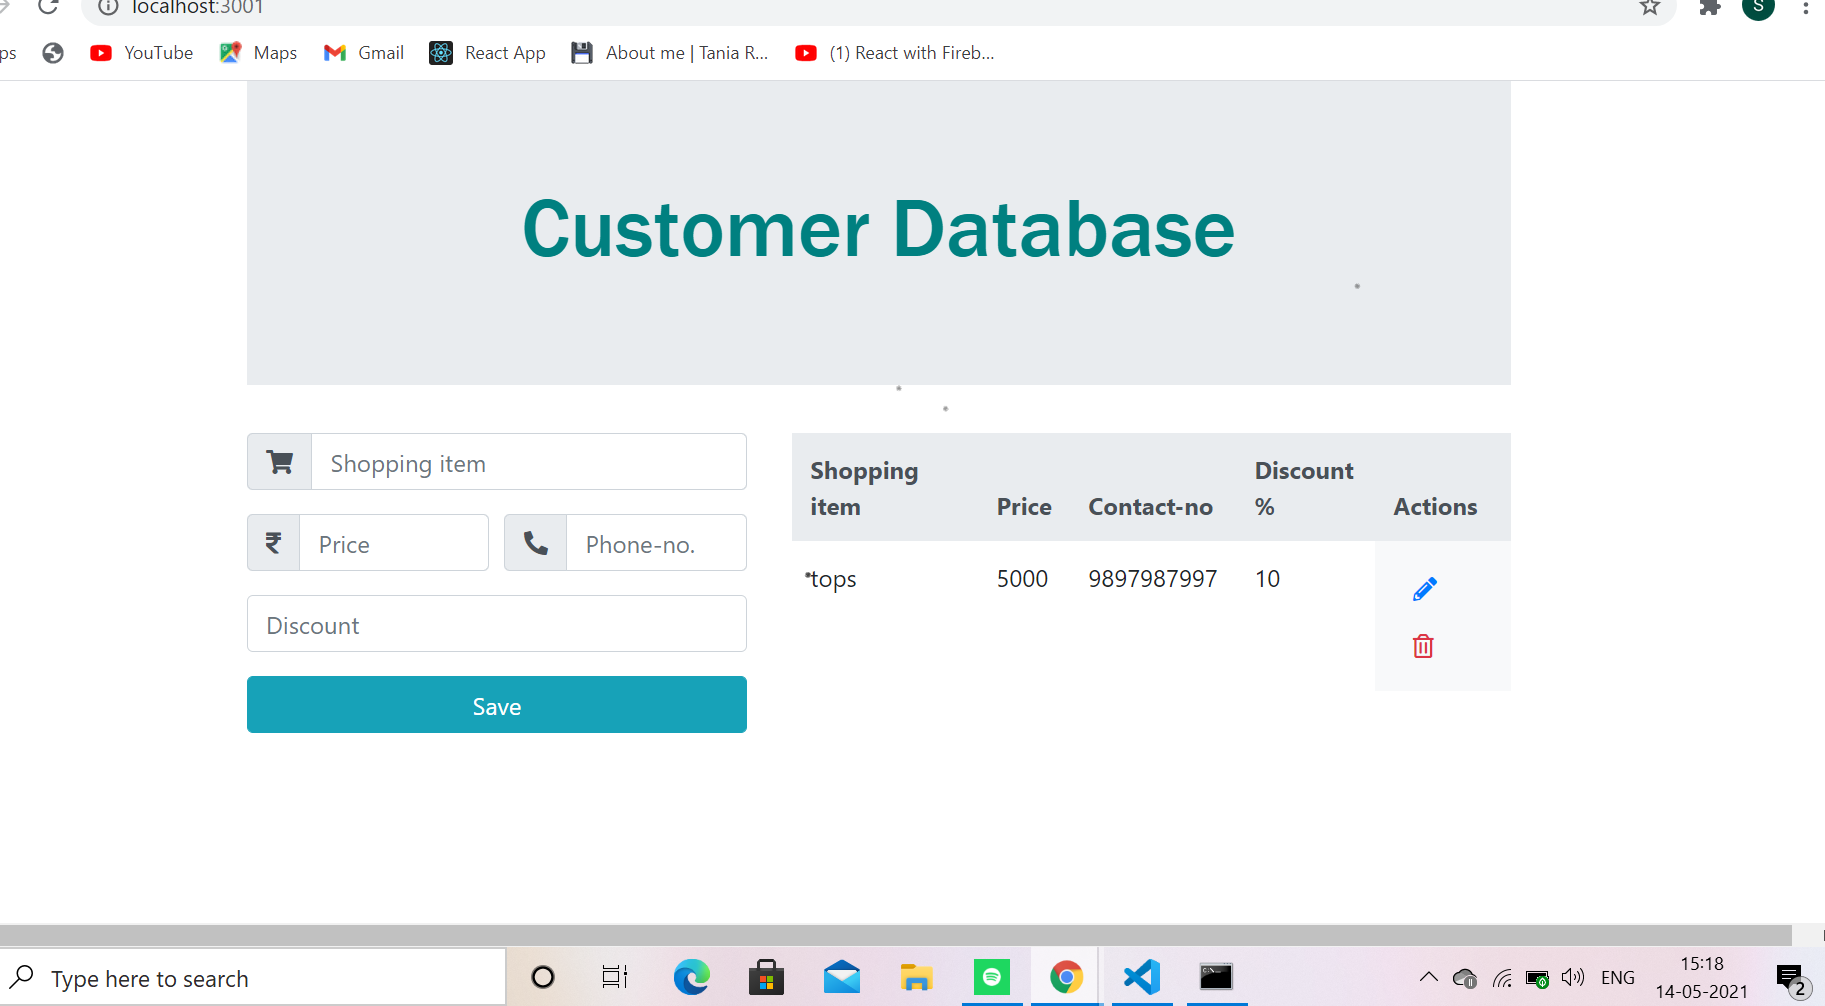 localhost:3001
ps YouTube Maps Gmail React App About me | Tania R... (1) React with Fireb...
S
Customer Database
Shopping item
Price Phone-no.
Discount
Save
Shopping item Price Contact-no Discount % Actions
tops 5000 9897987997 10
Type here to search
ENG
15:18
14-05-2021
2